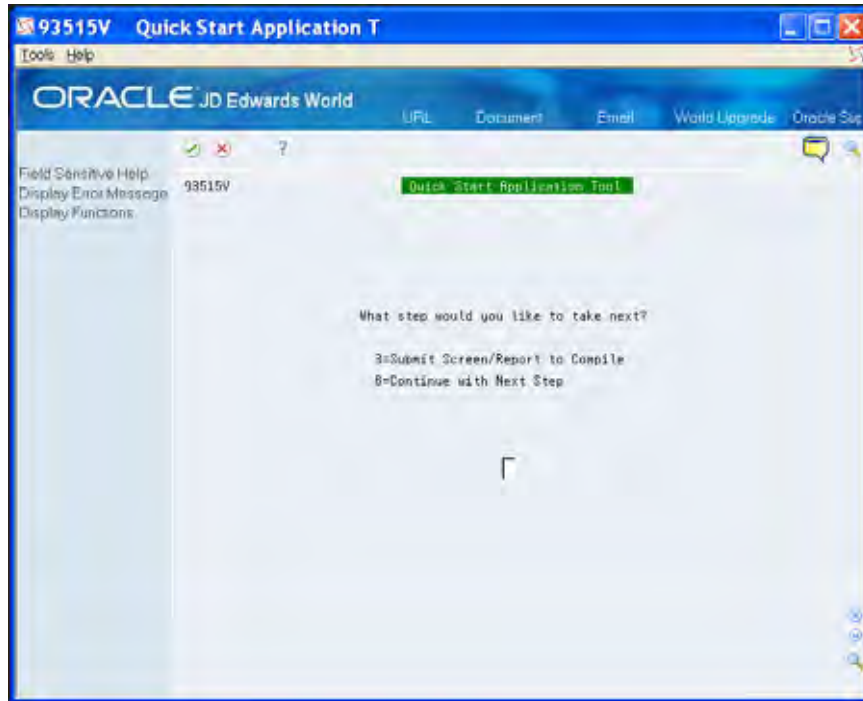 93515V Quick Start Application T
Tools Help
ORACLE JD Edwards World
URL Document Email World Upgrade Oracle Sup
?
Field Sensitive Help
Display Error Message
Display Functions
93515V Quick Start Application Tool
What step would you like to take next?
3=Submit Screen/Report to Compile
8=Continue with Next Step